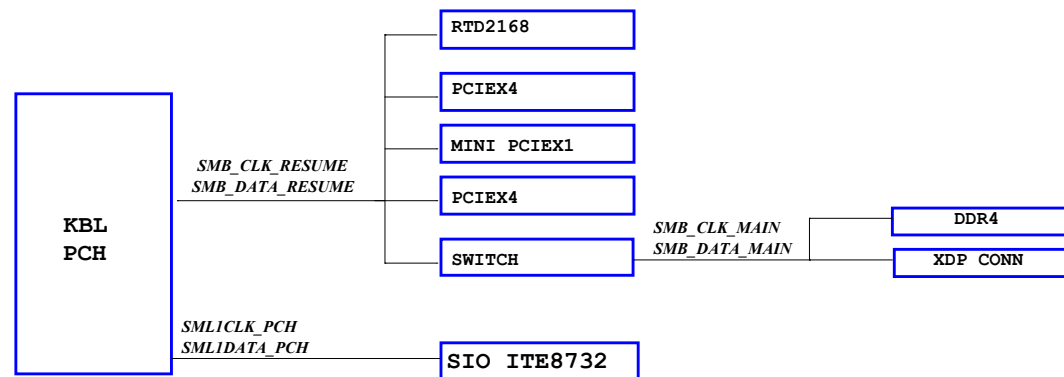 RTD2168
PCIEX4
MINI PCIEX1
SMB_CLK_RESUME
SMB_DATA_RESUME
PCIEX4
KBL
PCH
SMB_CLK_MAIN
SMB_DATA_MAIN
DDR4
SWITCH
XDP CONN
SML1CLK_PCH
SML1DATA_PCH
SIO ITE8732